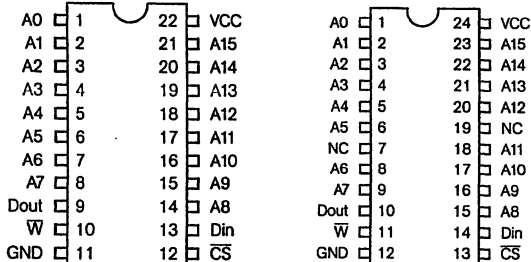 A0 1 22 VCC
A1 2 21 A15
A2 3 20 A14
A3 4 19 A13
A4 5 18 A12
A5 6 17 A11
A6 7 16 A10
A7 8 15 A9
Dout 9 14 A8
W̅ 10 13 Din
GND 11 12 C̅S̅
A0 1 24 VCC
A1 2 23 A15
A2 3 22 A14
A3 4 21 A13
A4 5 20 A12
A5 6 19 NC
NC 7 18 A11
A6 8 17 A10
A7 9 16 A9
Dout 10 15 A8
W̅ 11 14 Din
GND 12 13 C̅S̅